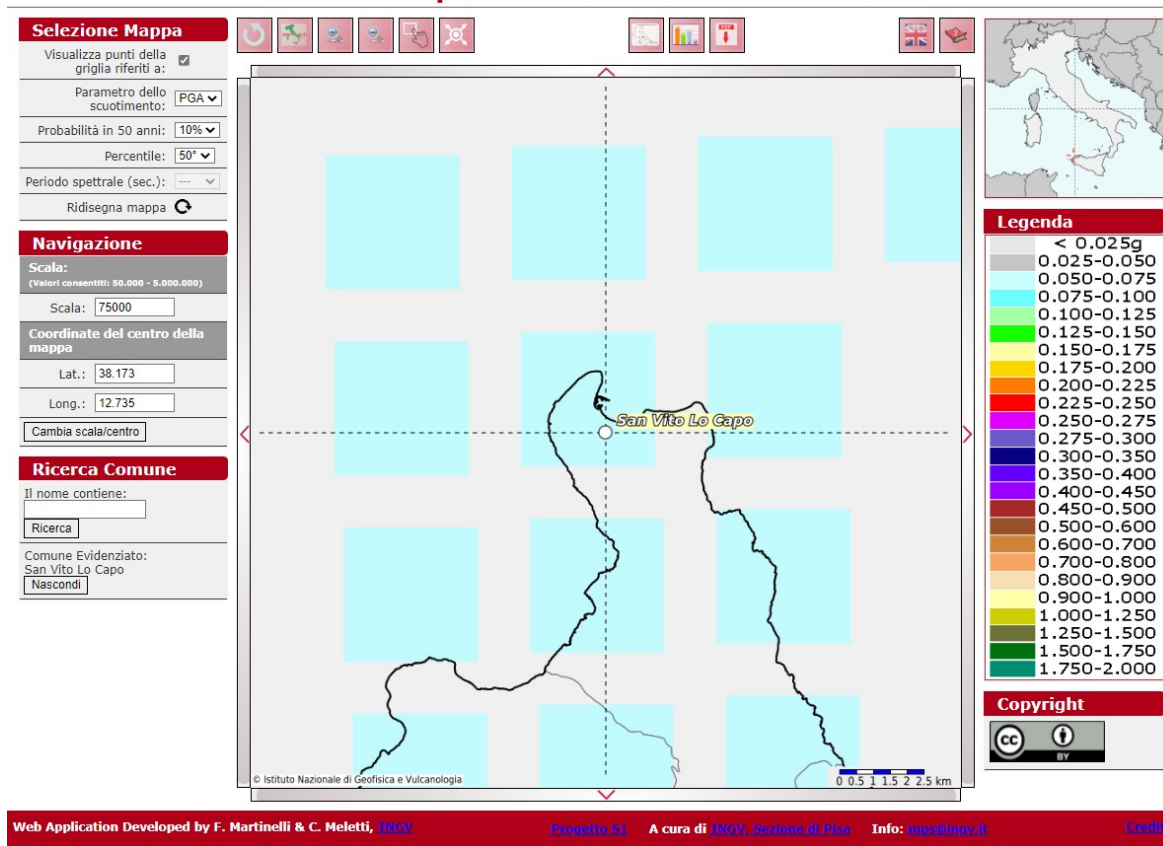 Selezione Mappa
Visualizza punti della
griglia riferiti a:
Parametro dello
scuotimento: PGA
Probabilità in 50 anni: 10%
Percentile: 50°
Periodo spettrale (sec.): ---
Ridisegna mappa
Navigazione
Scala:
(Valori consentiti: 50.000 - 5.000.000)
Scala: 75000
Coordinate del centro della
mappa
Lat.: 38.173
Long.: 12.735
Cambia scala/centro
Ricerca Comune
Il nome contiene:
Ricerca
Comune Evidenziato:
San Vito Lo Capo
Nascondi
PDF
San Vito Lo Capo
© Istituto Nazionale di Geofisica e Vulcanologia
0 0.5 1 1.5 2 2.5 km
Legenda
< 0.025g
0.025-0.050
0.050-0.075
0.075-0.100
0.100-0.125
0.125-0.150
0.150-0.175
0.175-0.200
0.200-0.225
0.225-0.250
0.250-0.275
0.275-0.300
0.300-0.350
0.350-0.400
0.400-0.450
0.450-0.500
0.500-0.600
0.600-0.700
0.700-0.800
0.800-0.900
0.900-1.000
1.000-1.250
1.250-1.500
1.500-1.750
1.750-2.000
Copyright
cc
BY
Web Application Developed by F. Martinelli & C. Meletti, INGV
Progetto S1 A cura di INGV, Sezione di Pisa Info: mps@ingv.it